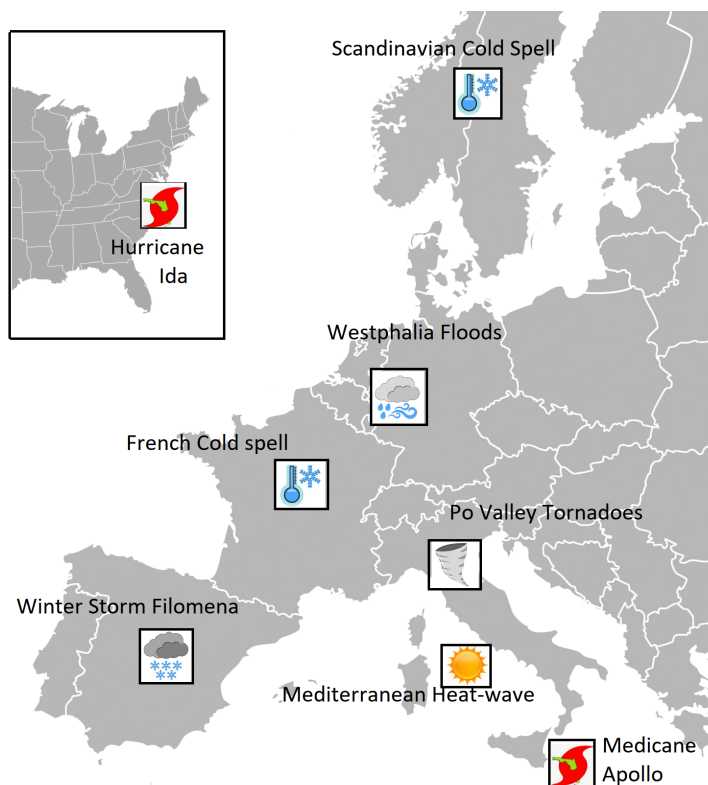 Scandinavian Cold Spell
Hurricane
Ida
Westphalia Floods
French Cold spell
Po Valley Tornadoes
Winter Storm Filomena
Mediterranean Heat-wave
Medicane
Apollo